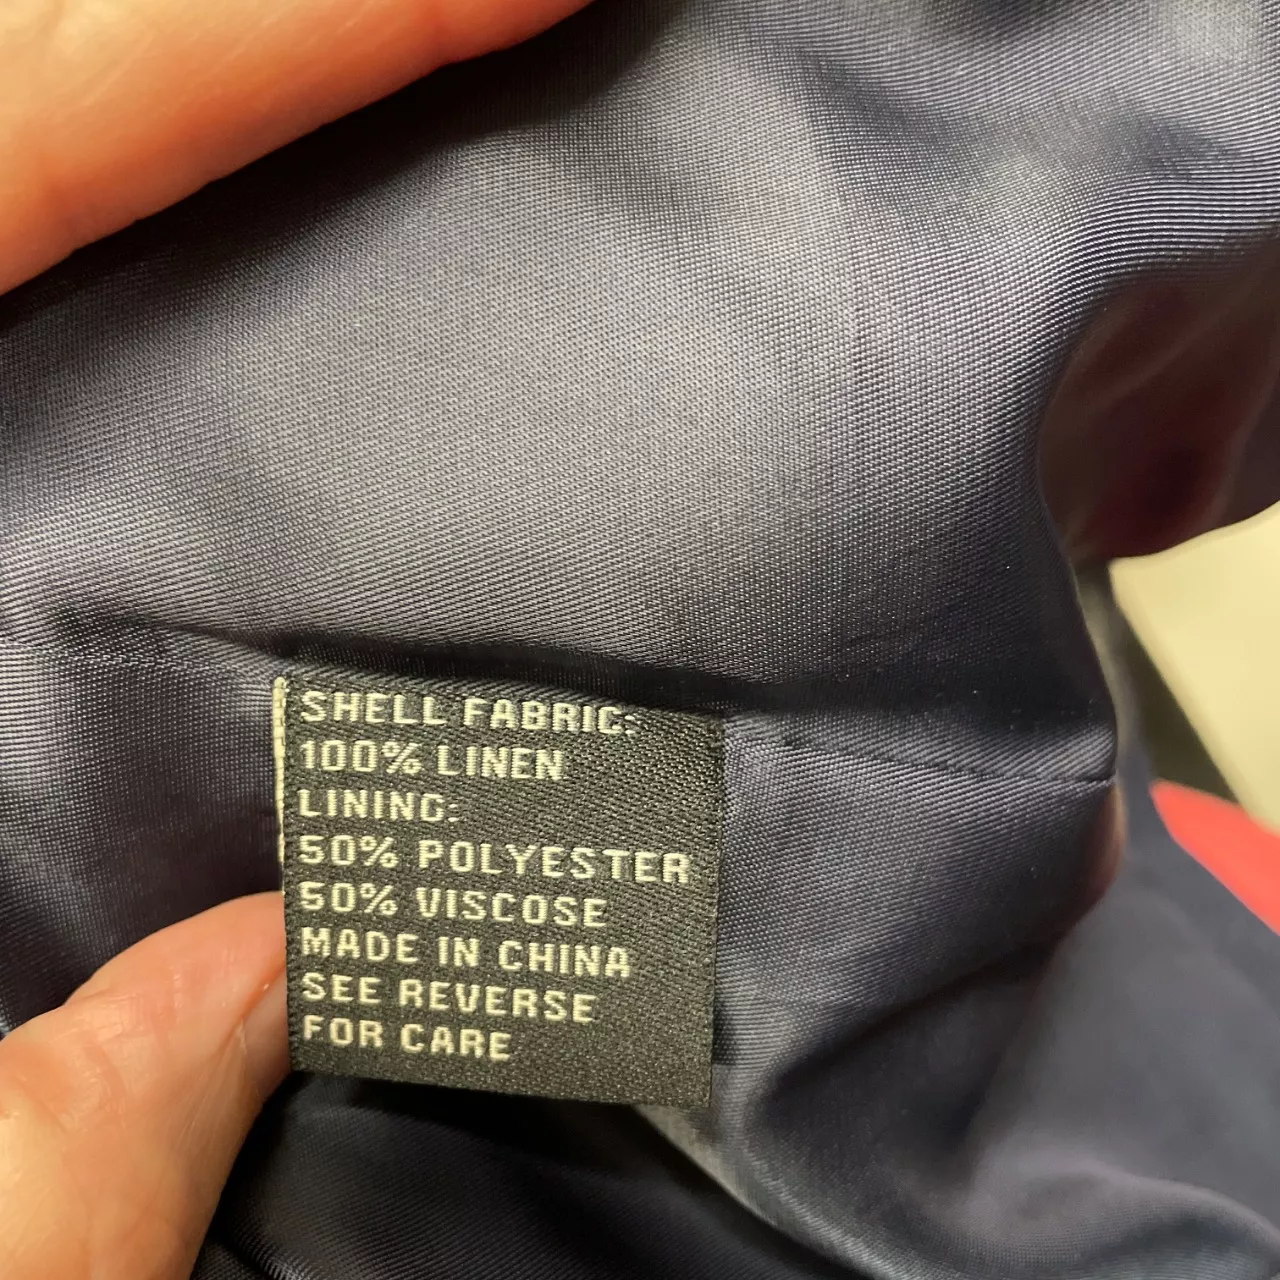 SHELL FABRIC:
100% LINEN
LINING:
50% POLYESTER
50% VISCOSE
MADE IN CHINA
SEE REVERSE
FOR CARE